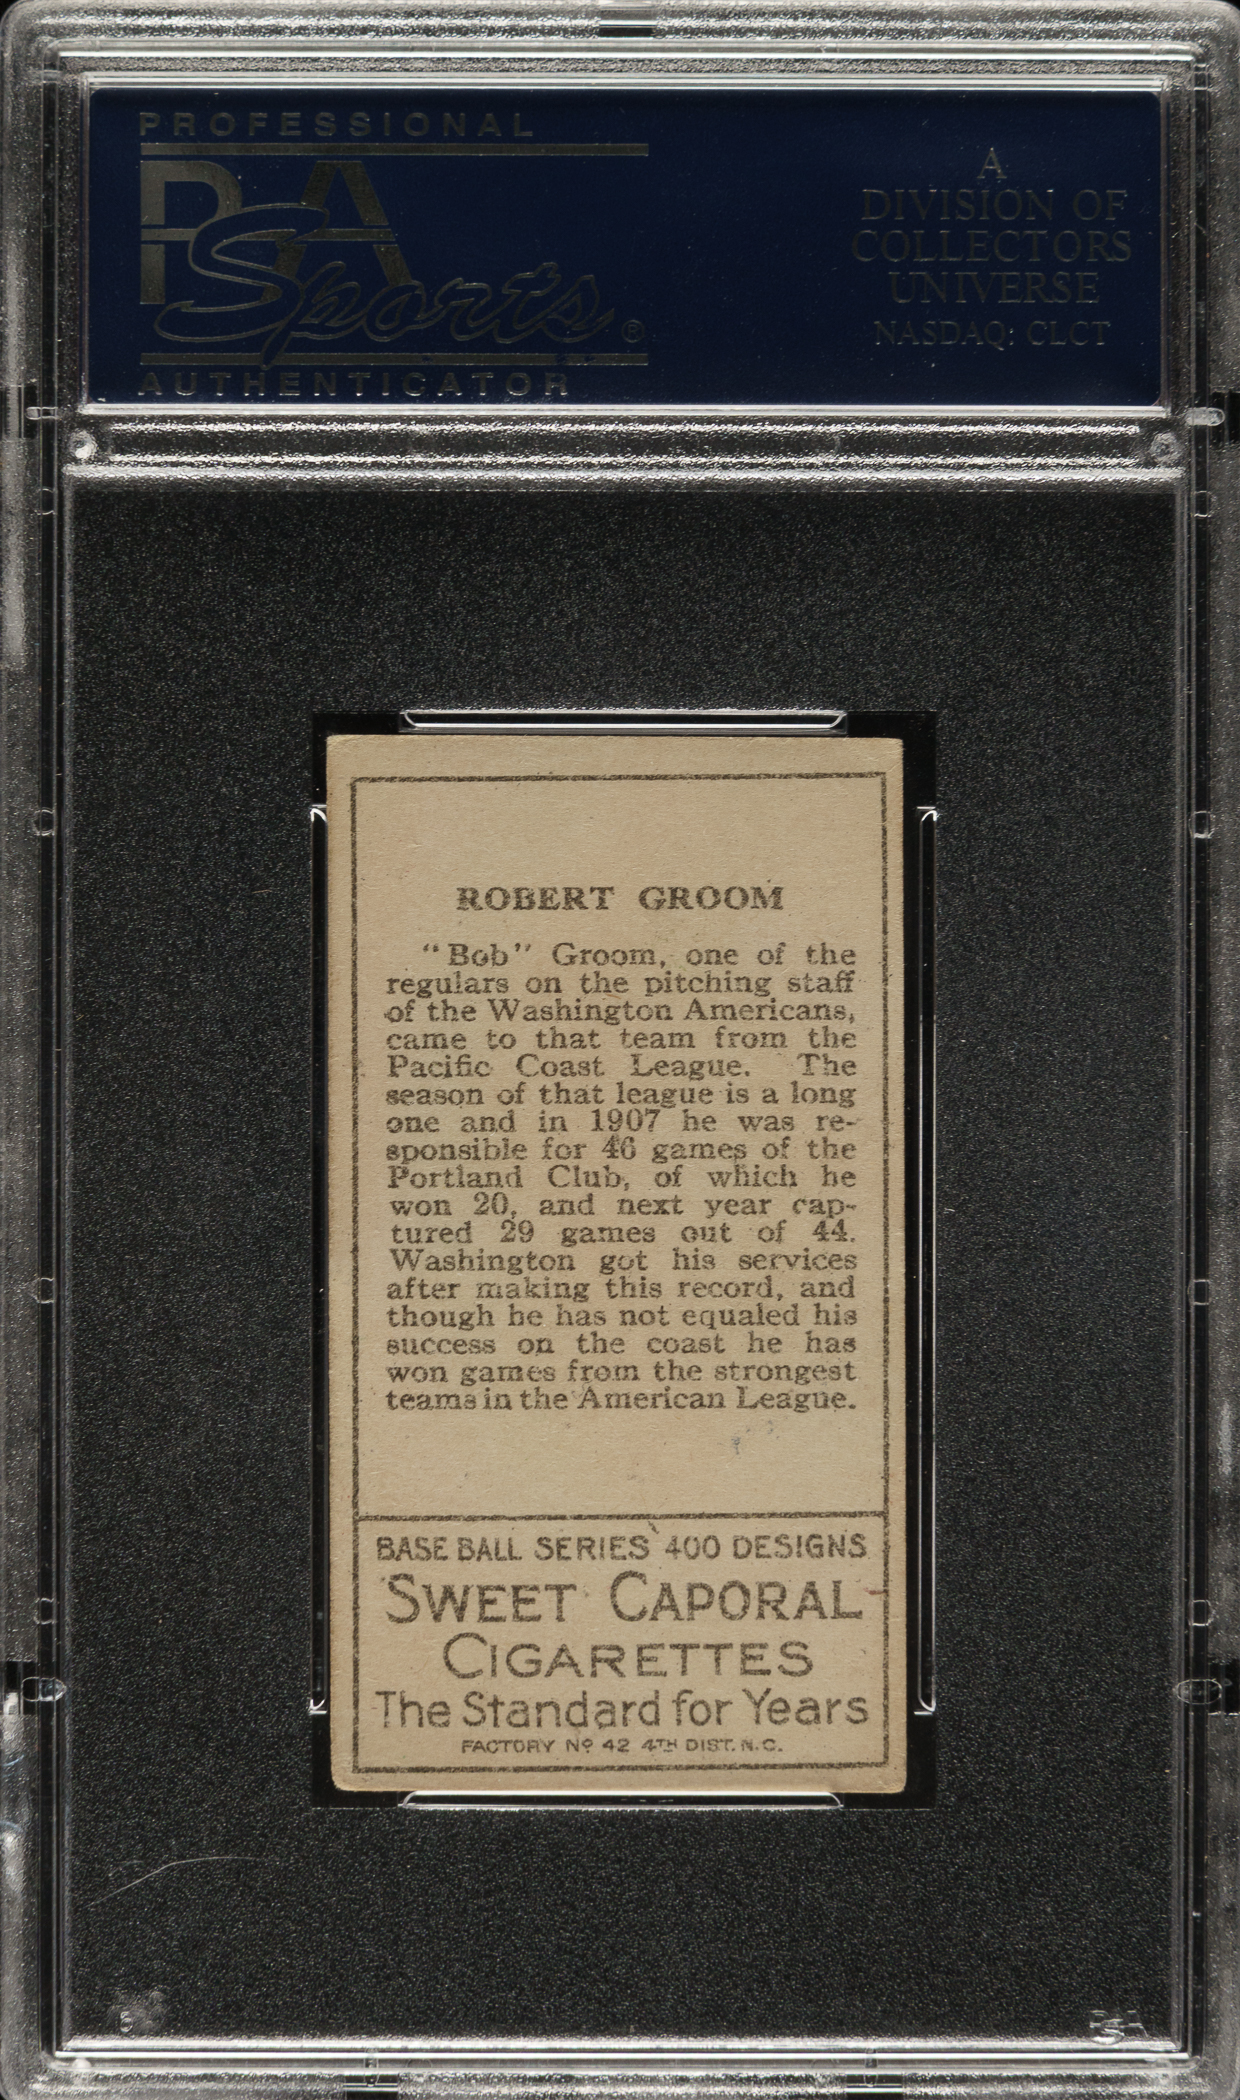 PROFESSIONAL
PSA
Sports®
AUTHENTICATOR
A
DIVISION OF
COLLECTORS
UNIVERSE
NASDAQ: CLCT
ROBERT GROOM
"Bob" Groom, one of the
regulars on the pitching staff
of the Washington Americans,
came to that team from the
Pacific Coast League. The
season of that league is a long
one and in 1907 he was re-
sponsible for 46 games of the
Portland Club, of which he
won 20, and next year cap-
tured 29 games out of 44.
Washington got his services
after making this record, and
though he has not equaled his
success on the coast he has
won games from the strongest
teams in the American League.
BASE BALL SERIES 400 DESIGNS
SWEET CAPORAL
CIGARETTES
The Standard for Years
FACTORY Nº 42 4TH DIST. N.C.
PSA